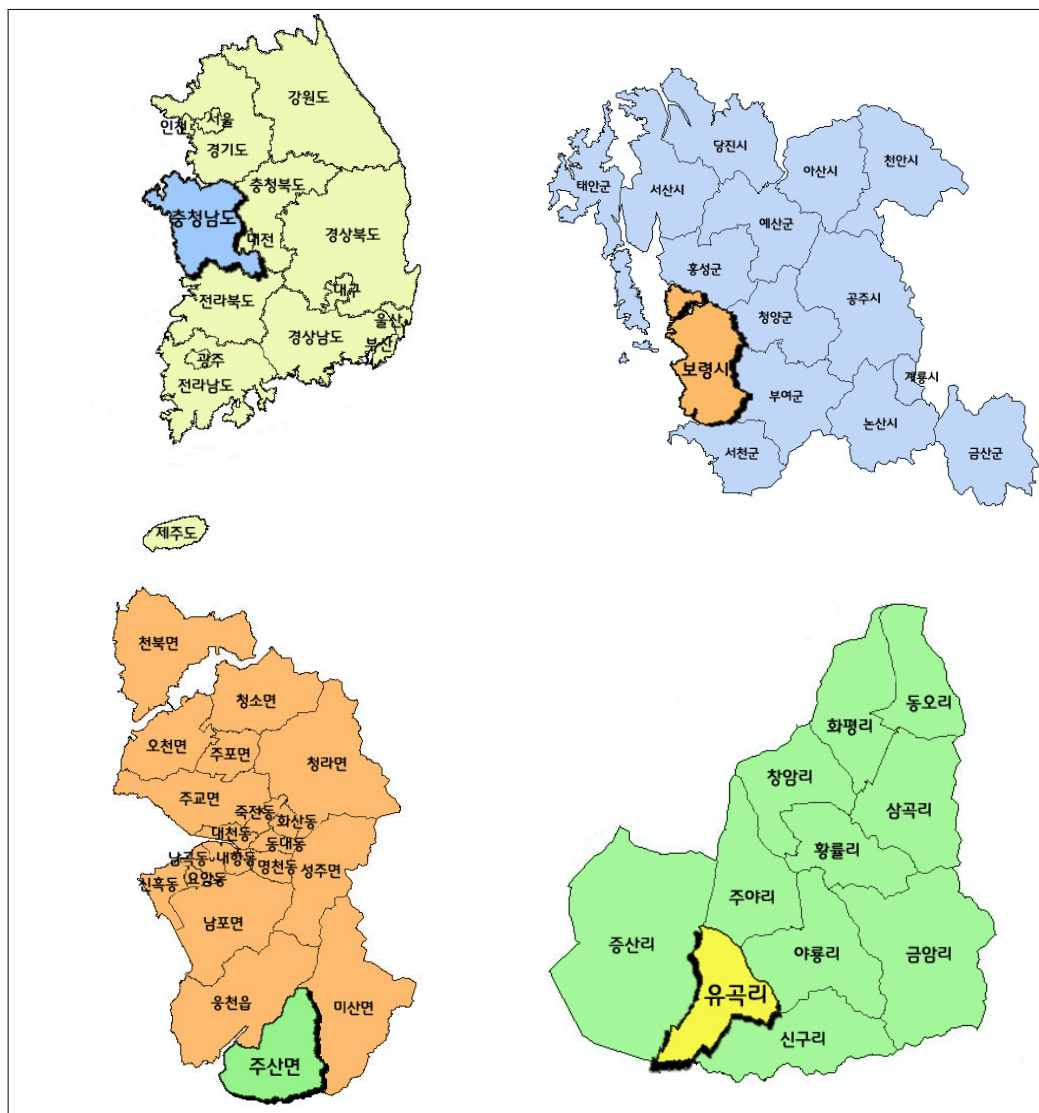 강원도
서울
인천
경기도
충청북도
충청남도
대전
경상북도
전라북도
대구
울산
경상남도
부산
광주
전라남도
제주도
당진시
아산시
천안시
태안군
서산시
예산군
홍성군
공주시
청양군
보령시
계룡시
부여군
논산시
서천군
금산군
천북면
청소면
오천면
주포면
청라면
주교면
죽전동
화산동
대천동
동대동
남곡동
내항동
명천동
성주면
신흑동
요암동
남포면
웅천읍
미산면
주산면
동오리
화평리
창암리
삼곡리
황률리
주야리
증산리
야룡리
금암리
유곡리
신구리